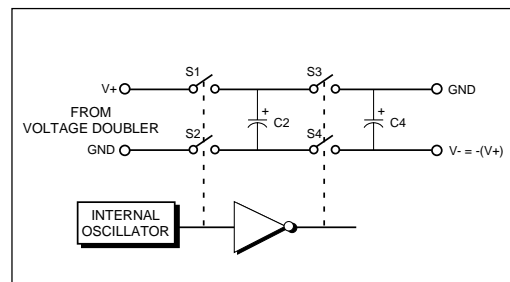 S1
S3
V+
GND
FROM
VOLTAGE DOUBLER
+
C2
+
C4
S2
S4
GND
V- = -(V+)
INTERNAL
OSCILLATOR